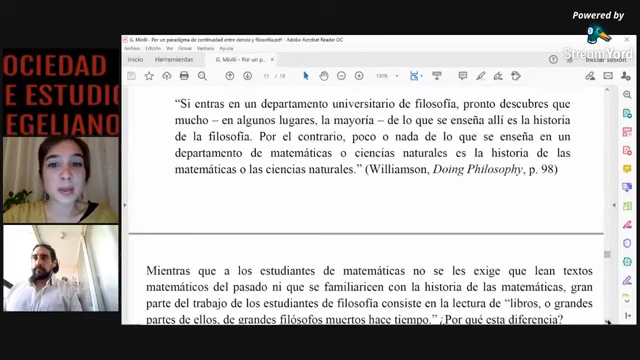 Powered by
StreamYard
G. Miolli - Por un paradigma de continuidad entre ciencia y filosofía.pdf - Adobe Acrobat Reader DC
Archivo Edición Ver Firmar Ventana Ayuda
Inicio Herramientas G. Miolli - Por un p... Iniciar sesión
120%
OCIEDAD
E ESTUDIO
EGELIANO
“Si entras en un departamento universitario de filosofía, pronto descubres que
mucho – en algunos lugares, la mayoría – de lo que se enseña allí es la historia
de la filosofía. Por el contrario, poco o nada de lo que se enseña en un
departamento de matemáticas o ciencias naturales es la historia de las
matemáticas o las ciencias naturales.” (Williamson, Doing Philosophy, p. 98)
Mientras que a los estudiantes de matemáticas no se les exige que lean textos
matemáticos del pasado ni que se familiaricen con la historia de las matemáticas, gran
parte del trabajo de los estudiantes de filosofía consiste en la lectura de “libros, o grandes
partes de ellos, de grandes filósofos muertos hace tiempo.” ¿Por qué esta diferencia?